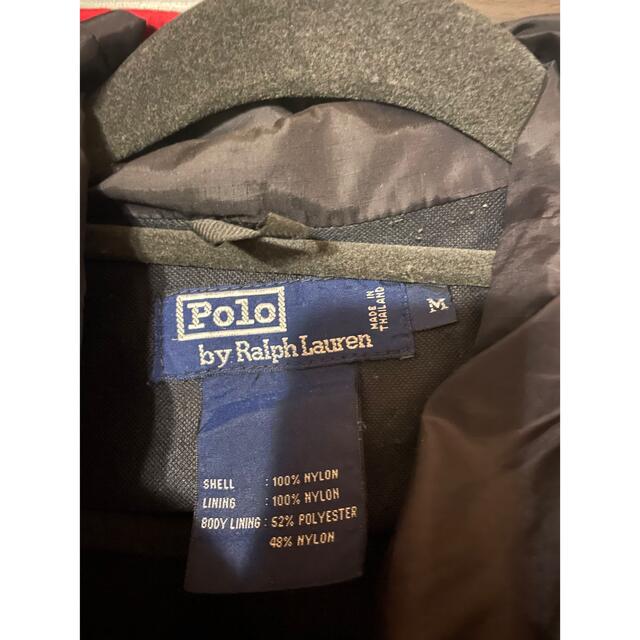 Polo
by Ralph Lauren
MADE IN
THAILAND
M
SHELL : 100% NYLON
LINING : 100% NYLON
BODY LINING : 52% POLYESTER
48% NYLON